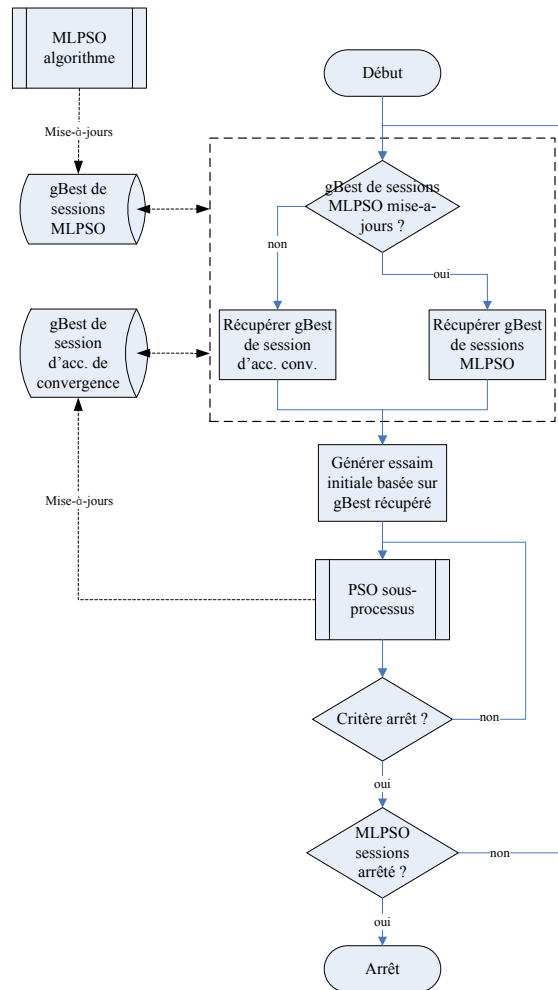 MLPSO
algorithme
Début
Mise-à-jours
gBest de
sessions
MLPSO
gBest de sessions
MLPSO mise-a-
jours ?
non
oui
gBest de
session
d'acc. de
convergence
Récupérer gBest
de session
d'acc. conv.
Récupérer gBest
de sessions
MLPSO
Générer essaim
initiale basée sur
gBest récupéré
Mise-à-jours
PSO sous-
processus
Critère arrêt ?
non
oui
MLPSO
sessions
arrêté ?
non
oui
Arrêt